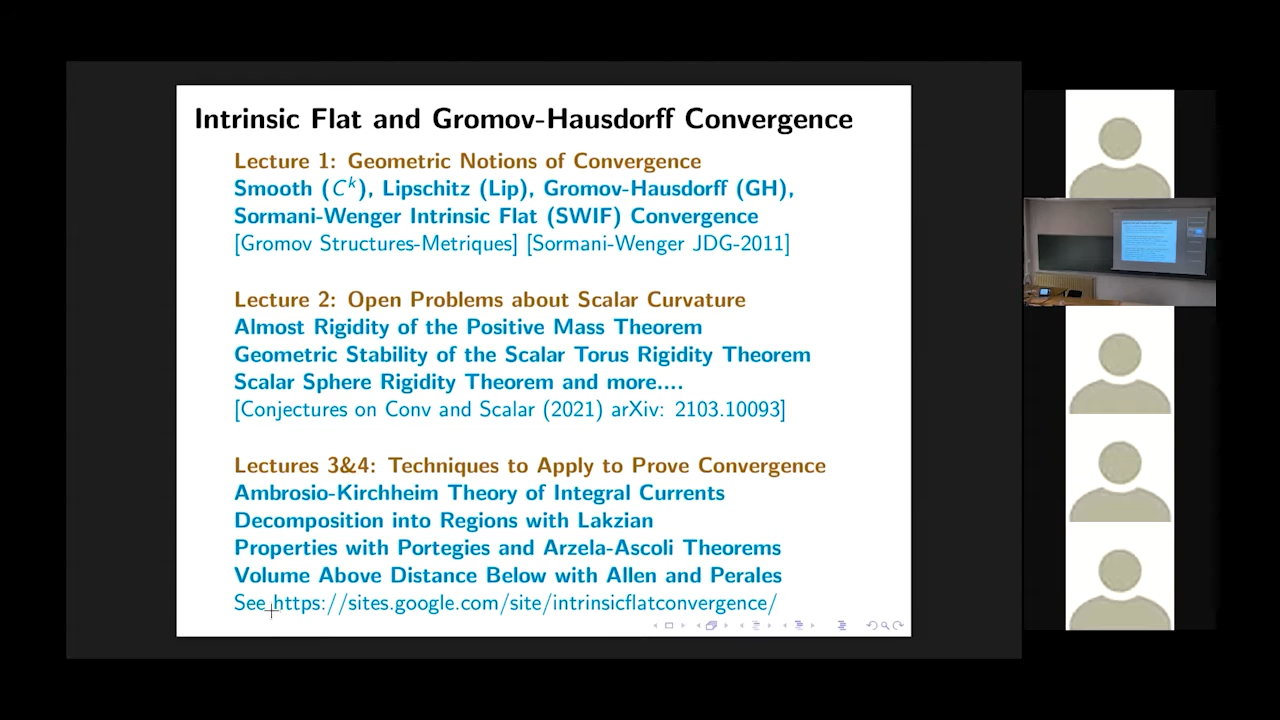 Intrinsic Flat and Gromov-Hausdorff Convergence
Lecture 1: Geometric Notions of Convergence
Smooth (C^k), Lipschitz (Lip), Gromov-Hausdorff (GH),
Sormani-Wenger Intrinsic Flat (SWIF) Convergence
[Gromov Structures-Metriques] [Sormani-Wenger JDG-2011]
Lecture 2: Open Problems about Scalar Curvature
Almost Rigidity of the Positive Mass Theorem
Geometric Stability of the Scalar Torus Rigidity Theorem
Scalar Sphere Rigidity Theorem and more....
[Conjectures on Conv and Scalar (2021) arXiv: 2103.10093]
Lectures 3&4: Techniques to Apply to Prove Convergence
Ambrosio-Kirchheim Theory of Integral Currents
Decomposition into Regions with Lakzian
Properties with Portegies and Arzela-Ascoli Theorems
Volume Above Distance Below with Allen and Perales
See https://sites.google.com/site/intrinsicflatconvergence/